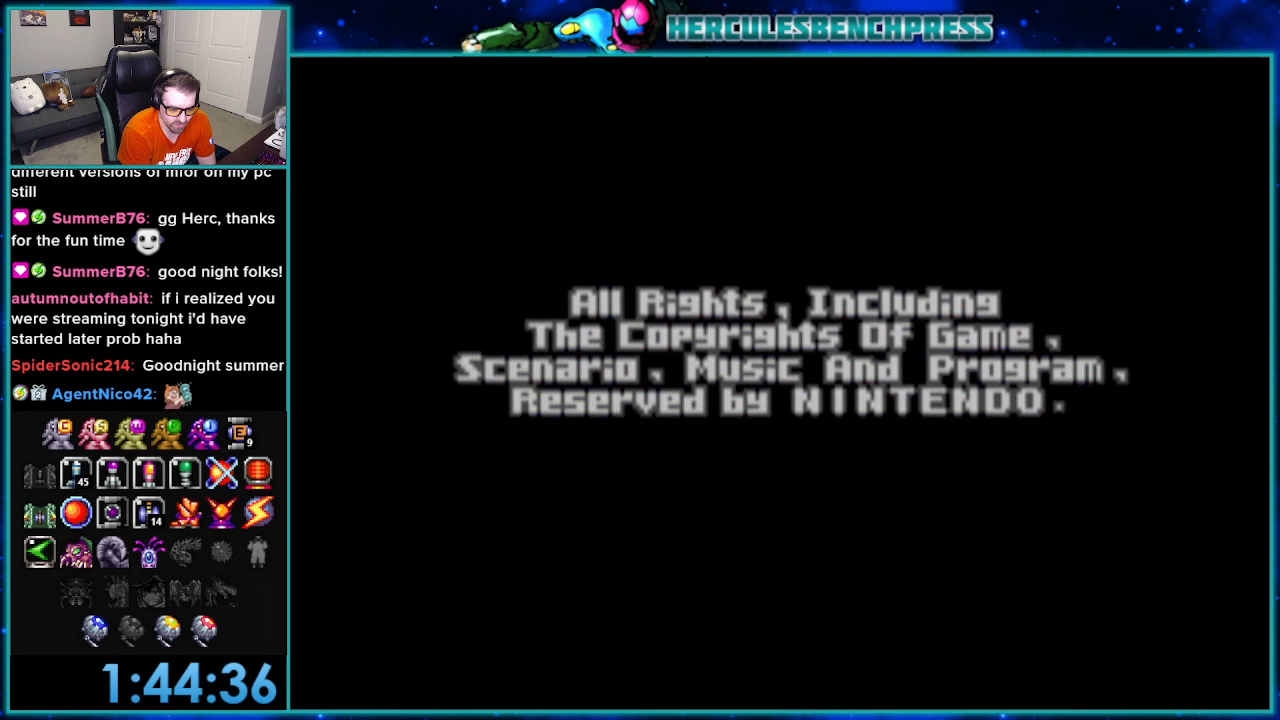 HERCULESBENCHPRESS
different versions of mfor on my pc
still
SummerB76: gg Herc, thanks
for the fun time
SummerB76: good night folks!
autumnoutofhabit: if i realized you
were streaming tonight i'd have
started later prob haha
SpiderSonic214: Goodnight summer
AgentNico42:
C S W P U E 9
45
14
1:44:36
All Rights, Including
The Copyrights Of Game,
Scenario, Music And Program,
Reserved by NINTENDO.